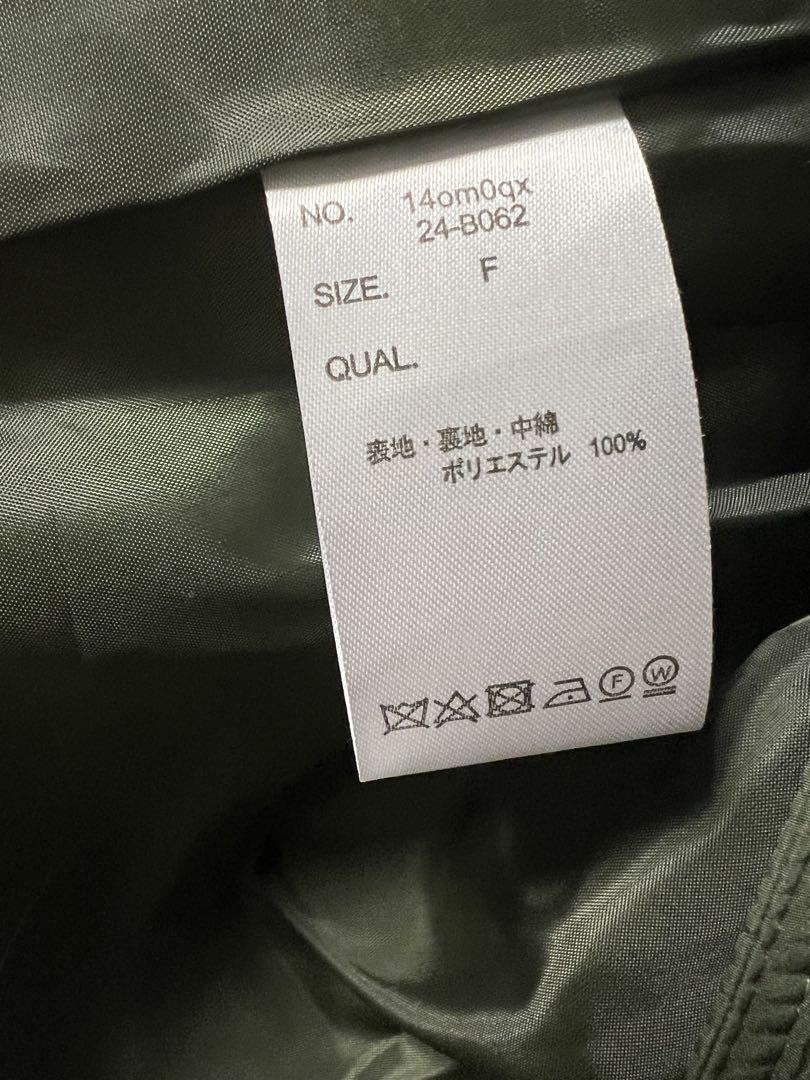 NO. 14om0qx
24-B062
SIZE. F
QUAL.
表地・裏地・中綿
ポリエステル 100%
F W